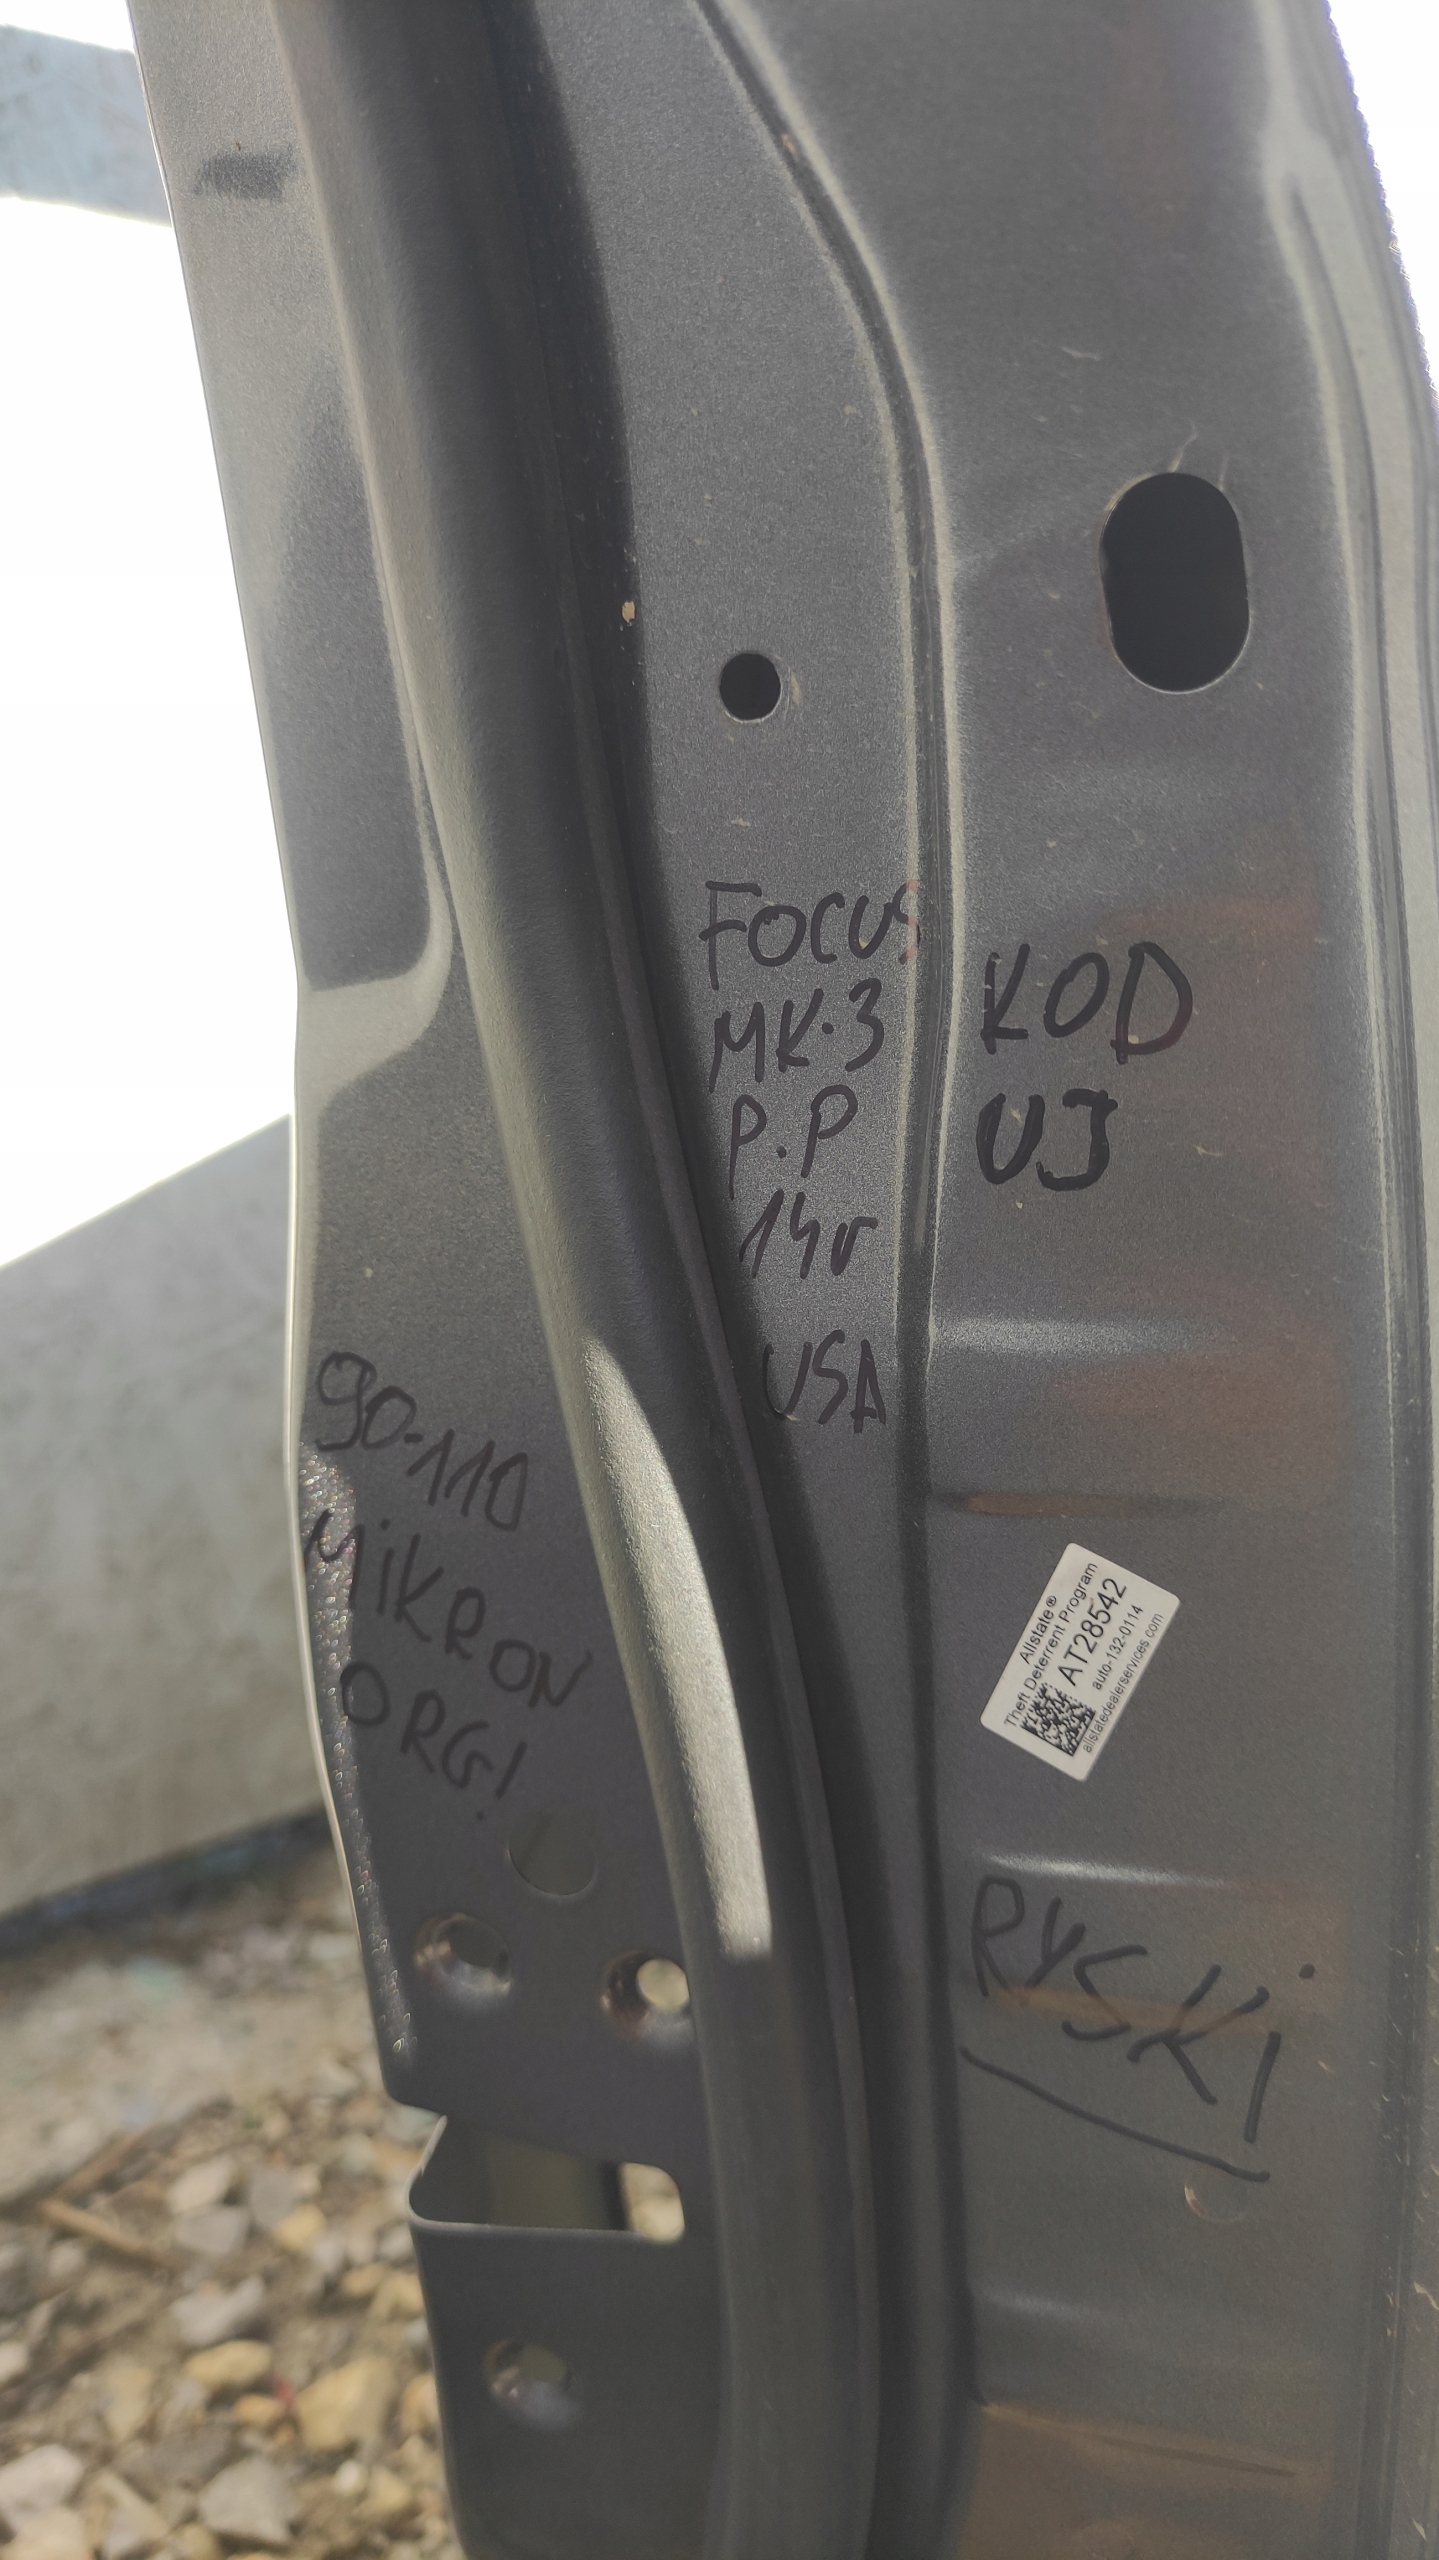 FOCUS
MK·3
P.P
14r
USA
KOD
UJ
90-110
MiKRON
ORG!
Allstate®
Theft Deterrent Program
AT28542
auto-132-0114
allstatedealerservices.com
RYSKi